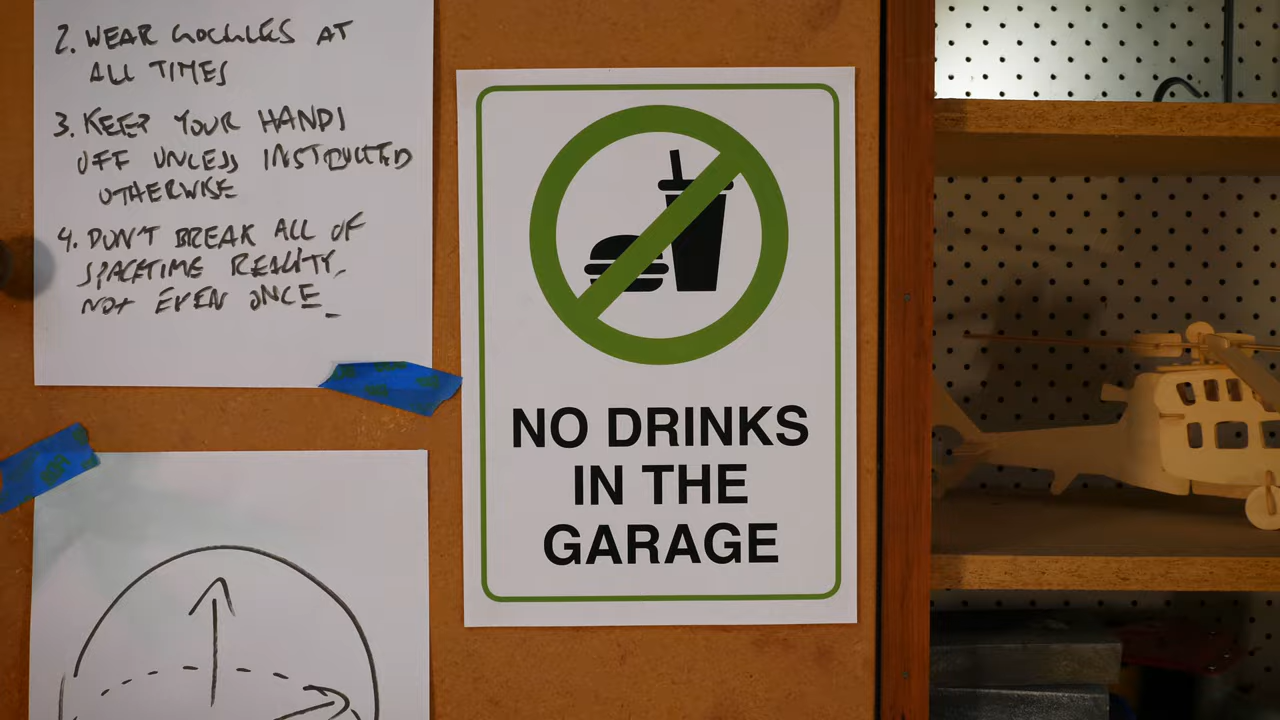 2. WEAR GOGGLES AT
ALL TIMES
3. KEEP YOUR HANDS
OFF UNLESS INSTRUCTED
OTHERWISE
4. DON'T BREAK ALL OF
SPACETIME REALITY.
NOT EVEN ONCE.
NO DRINKS
IN THE
GARAGE